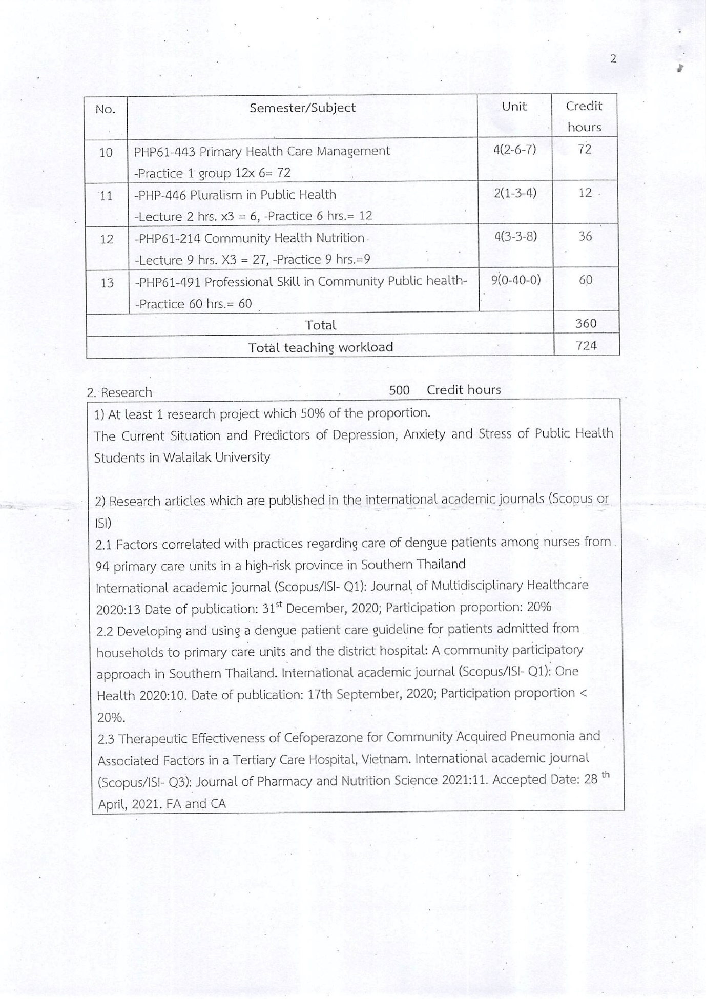 2
No. Semester/Subject Unit Credit
hours
10 PHP61-443 Primary Health Care Management 4(2-6-7) 72
-Practice 1 group 12x 6= 72
11 -PHP-446 Pluralism in Public Health 2(1-3-4) 12
-Lecture 2 hrs. x3 = 6, -Practice 6 hrs.= 12
12 -PHP61-214 Community Health Nutrition 4(3-3-8) 36
-Lecture 9 hrs. X3 = 27, -Practice 9 hrs.=9
13 -PHP61-491 Professional Skill in Community Public health- 9(0-40-0) 60
-Practice 60 hrs.= 60
Total 360
Total teaching workload 724
2. Research 500 Credit hours
1) At least 1 research project which 50% of the proportion.
The Current Situation and Predictors of Depression, Anxiety and Stress of Public Health
Students in Walailak University
2) Research articles which are published in the international academic journals (Scopus or
ISI)
2.1 Factors correlated with practices regarding care of dengue patients among nurses from
94 primary care units in a high-risk province in Southern Thailand
International academic journal (Scopus/ISI- Q1): Journal of Multidisciplinary Healthcare
2020:13 Date of publication: 31st December, 2020; Participation proportion: 20%
2.2 Developing and using a dengue patient care guideline for patients admitted from
households to primary care units and the district hospital: A community participatory
approach in Southern Thailand. International academic journal (Scopus/ISI- Q1): One
Health 2020:10. Date of publication: 17th September, 2020; Participation proportion <
20%.
2.3 Therapeutic Effectiveness of Cefoperazone for Community Acquired Pneumonia and
Associated Factors in a Tertiary Care Hospital, Vietnam. International academic journal
(Scopus/ISI- Q3): Journal of Pharmacy and Nutrition Science 2021:11. Accepted Date: 28 th
April, 2021. FA and CA